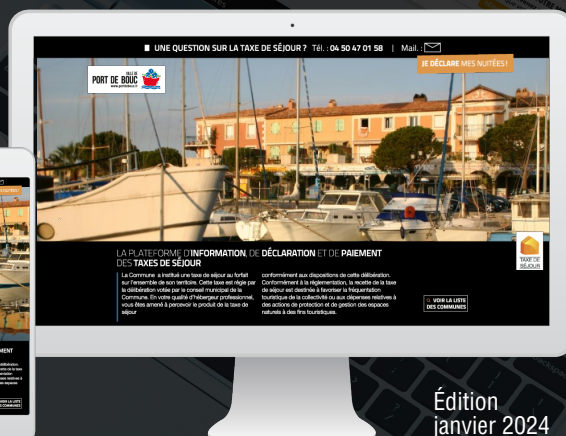 UNE QUESTION SUR LA TAXE DE SÉJOUR ? Tél. : 04 50 47 01 58 | Mail. :
JE DÉCLARE MES NUITÉES !
VILLE DE
PORT DE BOUC
www.portdebouc.fr
LA PLATEFORME D'INFORMATION, DE DÉCLARATION ET DE PAIEMENT
DES TAXES DE SÉJOUR
La Commune a institué une taxe de séjour au forfait
sur l'ensemble de son territoire. Cette taxe est régie par
la délibération votée par le conseil municipal de la
Commune. En votre qualité d'hébergeur professionnel,
vous êtes amené à percevoir le produit de la taxe de
séjour
conformément aux dispositions de cette délibération.
Conformément à la réglementation, la recette de la taxe
de séjour est destinée à favoriser la fréquentation
touristique de la collectivité ou aux dépenses relatives à
des actions de protection et de gestion des espaces
naturels à des fins touristiques.
TAXE DE
SÉJOUR
VOIR LA LISTE
DES COMMUNES
Édition
janvier 2024